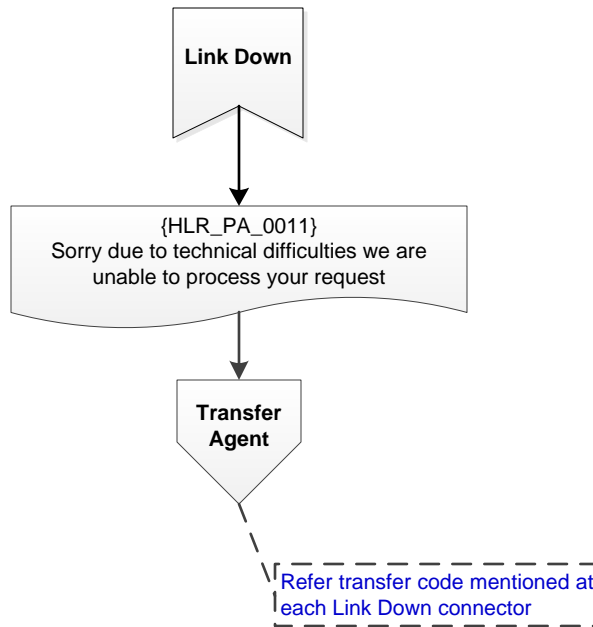 Link Down
{HLR_PA_0011}
Sorry due to technical difficulties we are
unable to process your request
Transfer
Agent
Refer transfer code mentioned at
each Link Down connector